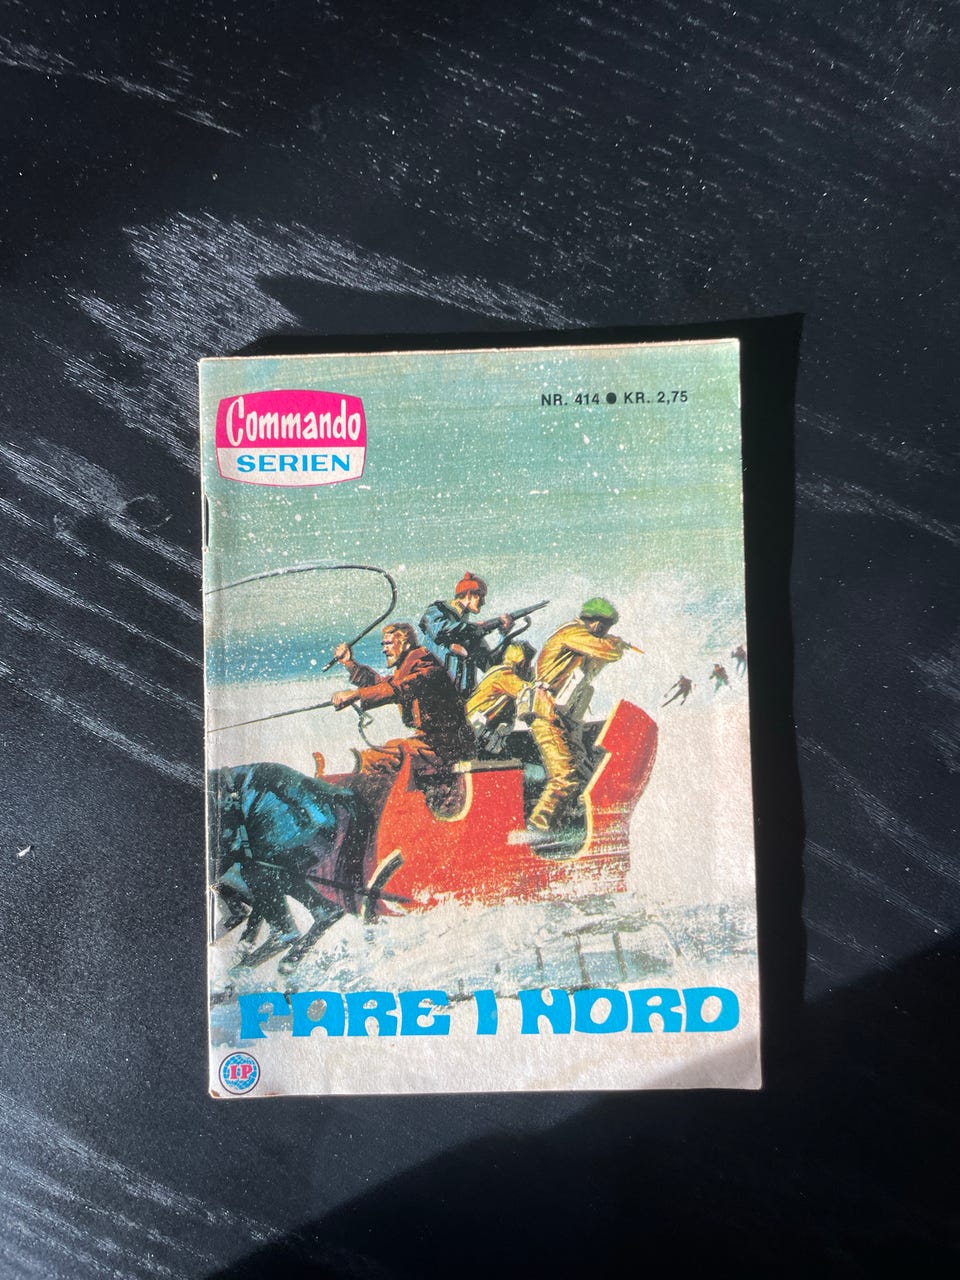 Commando
SERIEN
NR. 414 ● KR. 2,75
FARE I NORD
I·P